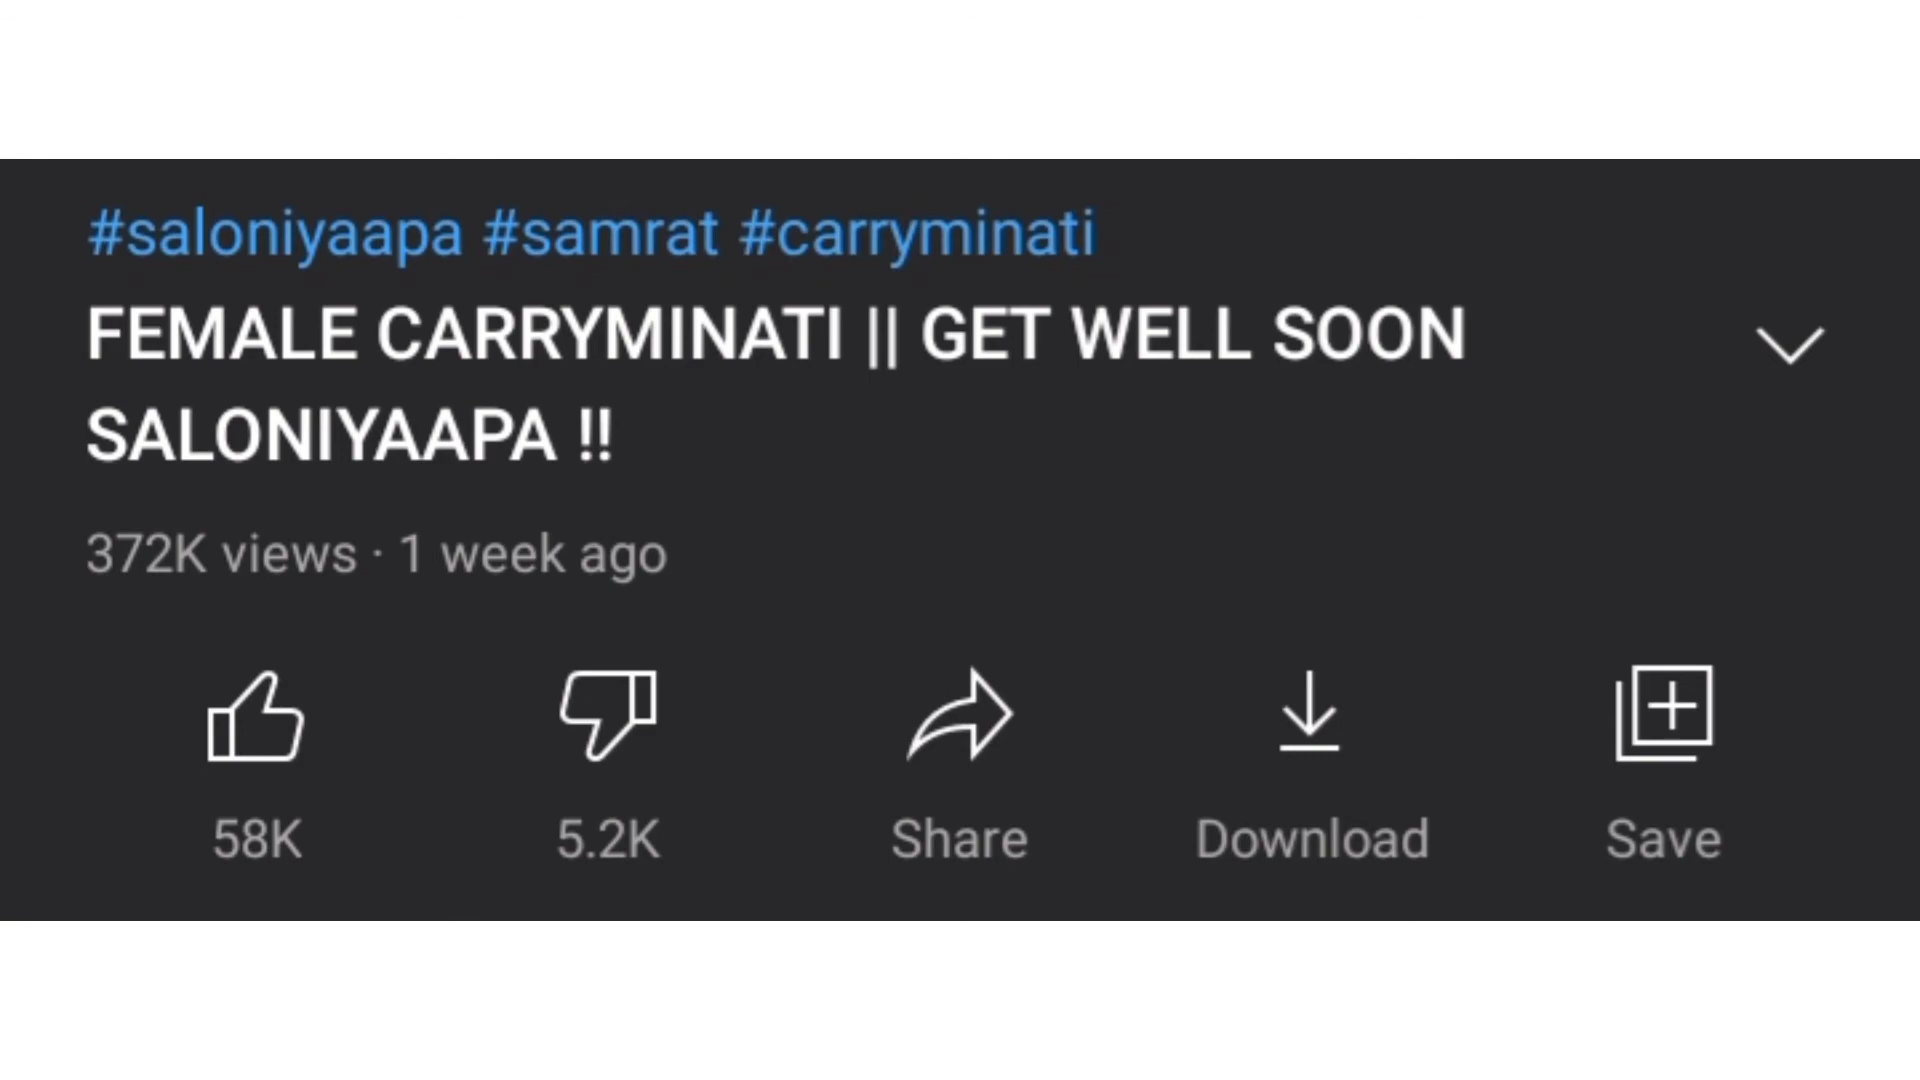 #saloniyaapa #samrat #carryminati
FEMALE CARRYMINATI || GET WELL SOON
SALONIYAAPA !!
372K views · 1 week ago
58K 5.2K Share Download Save